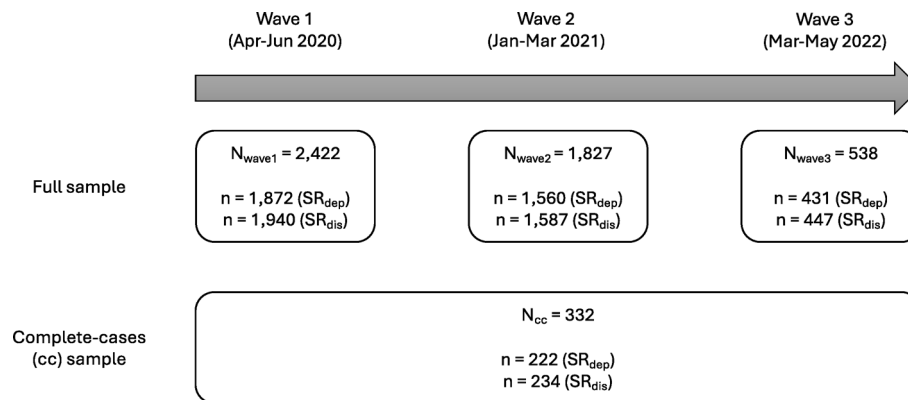 Wave 1
(Apr-Jun 2020)
Wave 2
(Jan-Mar 2021)
Wave 3
(Mar-May 2022)
Full sample
Nwave1 = 2,422
n = 1,872 (SRdep)
n = 1,940 (SRdis)
Nwave2 = 1,827
n = 1,560 (SRdep)
n = 1,587 (SRdis)
Nwave3 = 538
n = 431 (SRdep)
n = 447 (SRdis)
Complete-cases
(cc) sample
Ncc = 332
n = 222 (SRdep)
n = 234 (SRdis)